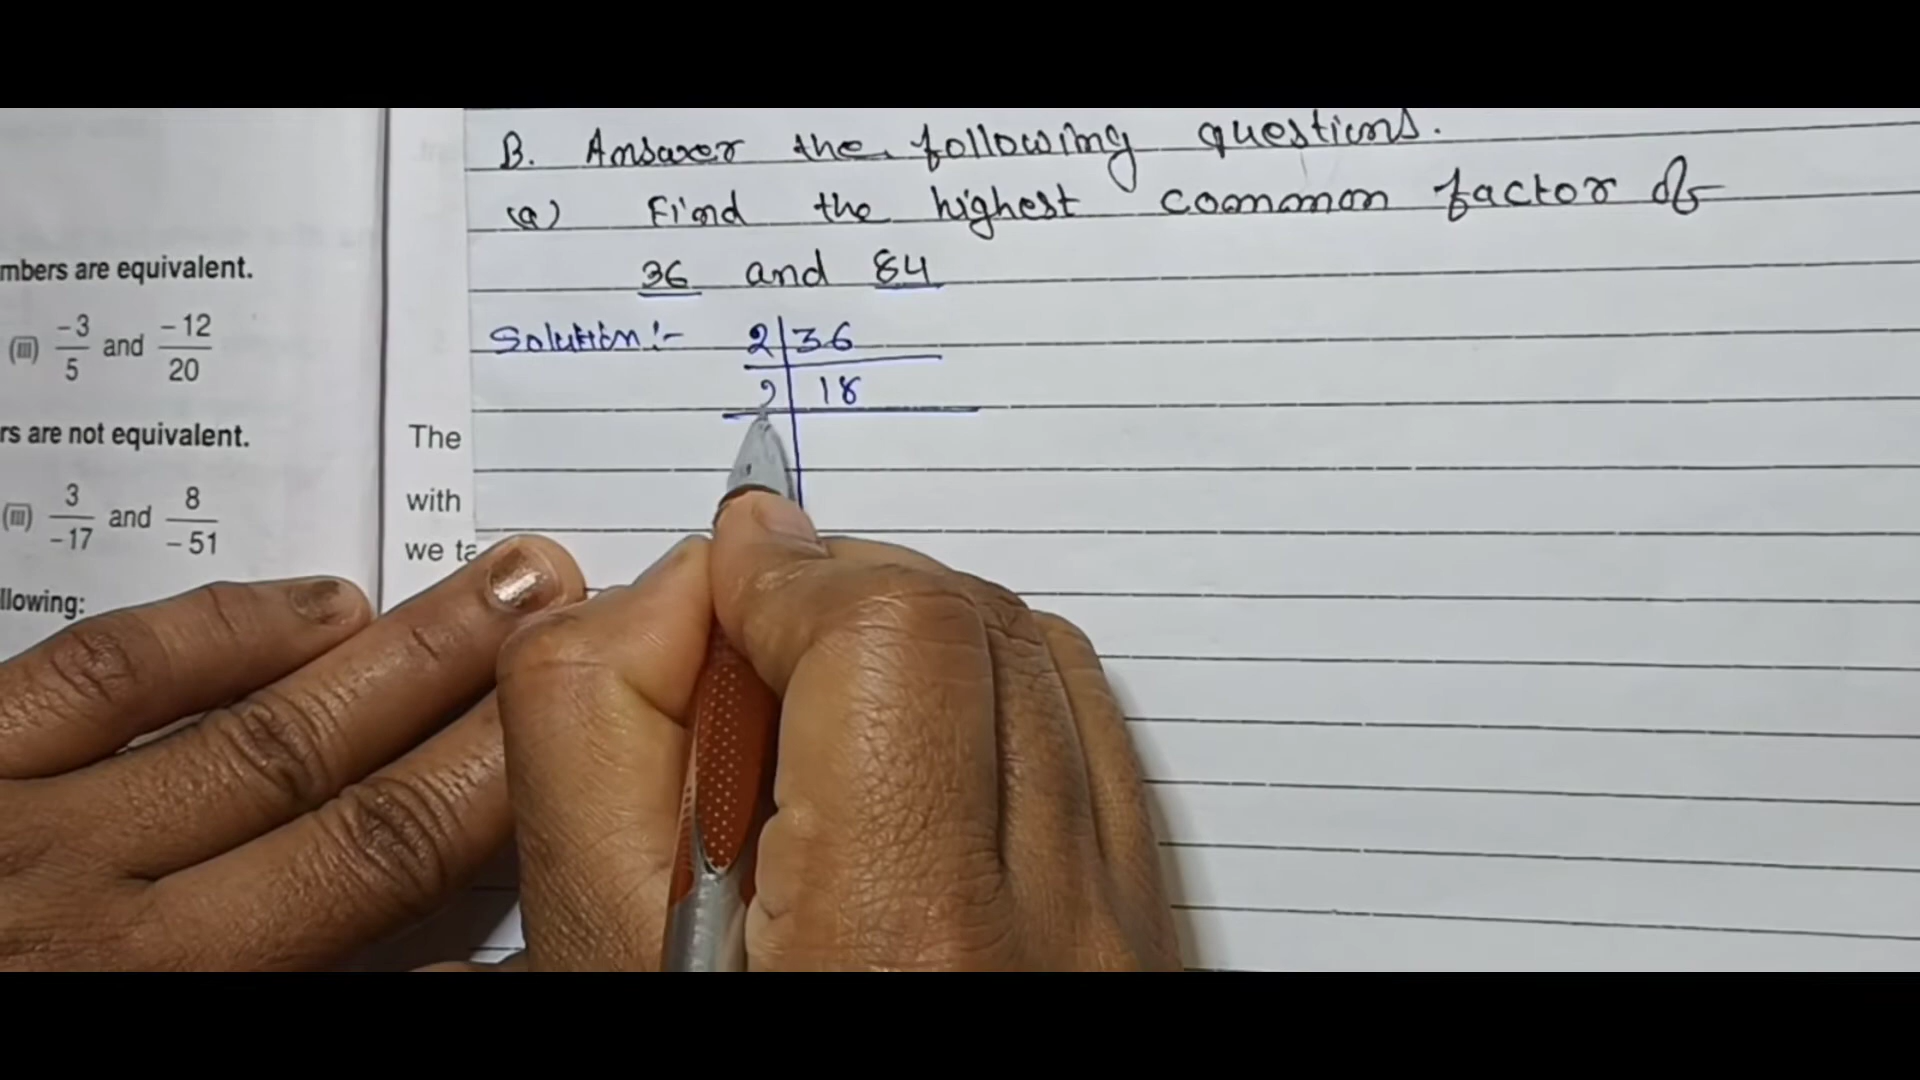 mbers are equivalent.
(iii) -3/5 and -12/20
rs are not equivalent.
(iii) 3/-17 and 8/-51
llowing:
The
with
we ta
B. Answer the following questions.
(a) Find the highest common factor of
36 and 84
Solution:- 2 | 36
2 | 18